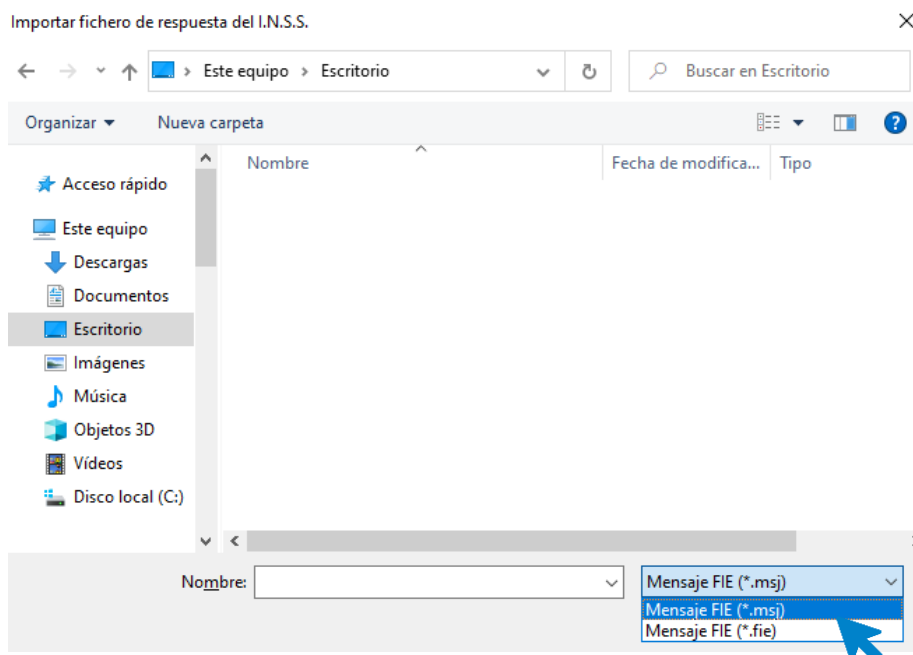 Importar fichero de respuesta del I.N.S.S.
Este equipo > Escritorio
Buscar en Escritorio
Organizar
Nueva carpeta
Nombre
Fecha de modifica...
Tipo
Acceso rápido
Este equipo
Descargas
Documentos
Escritorio
Imágenes
Música
Objetos 3D
Vídeos
Disco local (C:)
Nombre:
Mensaje FIE (*.msj)
Mensaje FIE (*.msj)
Mensaje FIE (*.fie)